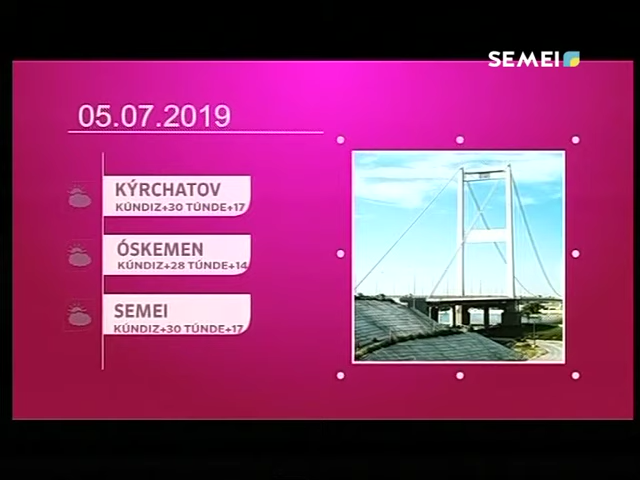 SEMEI
05.07.2019
KÝRCHATOV
KÚNDIZ+30 TÚNDE+17
ÓSKEMEN
KÚNDIZ+28 TÚNDE+14
SEMEI
KÚNDIZ+30 TÚNDE+17